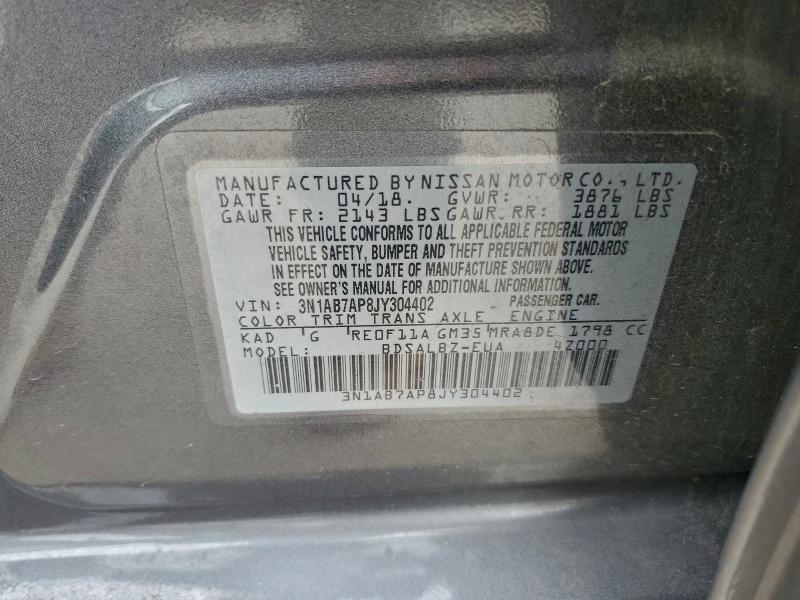 MANUFACTURED BY NISSAN MOTOR CO., LTD.
DATE: 04/18. GVWR: 3876 LBS
GAWR FR: 2143 LBS GAWR RR: 1881 LBS
THIS VEHICLE CONFORMS TO ALL APPLICABLE FEDERAL MOTOR
VEHICLE SAFETY, BUMPER AND THEFT PREVENTION STANDARDS
IN EFFECT ON THE DATE OF MANUFACTURE SHOWN ABOVE.
SEE OWNER'S MANUAL FOR ADDITIONAL INFORMATION.
VIN: 3N1AB7AP8JY304402 PASSENGER CAR.
COLOR TRIM TRANS AXLE ENGINE
KAD G RE0F11A GM35 MRA8DE 1798 CC
MODEL: BDSALB7-EUA 4Z000
3N1AB7AP8JY304402